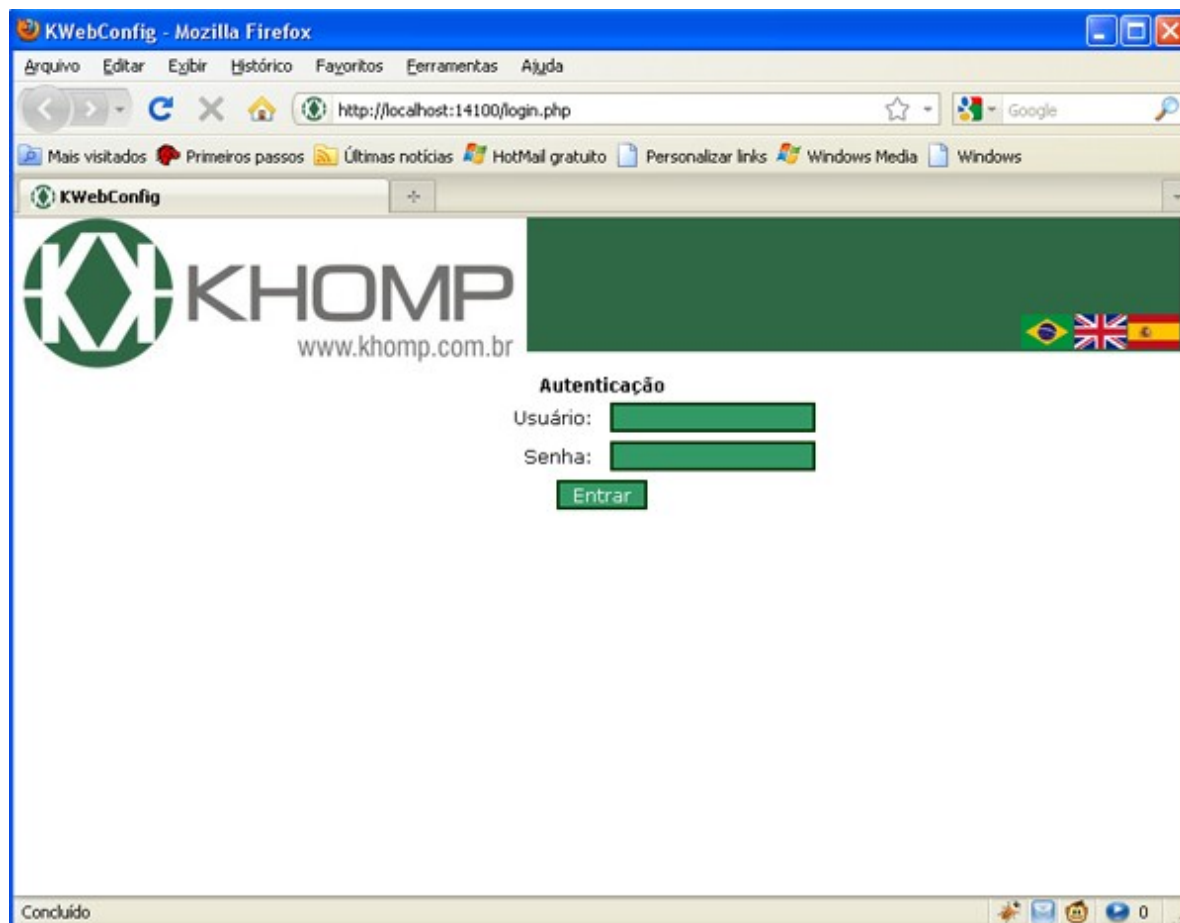 KWebConfig - Mozilla Firefox
Arquivo Editar Exibir Histórico Favoritos Ferramentas Ajuda
http://localhost:14100/login.php Google
Mais visitados Primeiros passos Últimas notícias HotMail gratuito Personalizar links Windows Media Windows
KWebConfig
KHOMP
www.khomp.com.br
Autenticação
Usuário:
Senha:
Entrar
Concluído 0